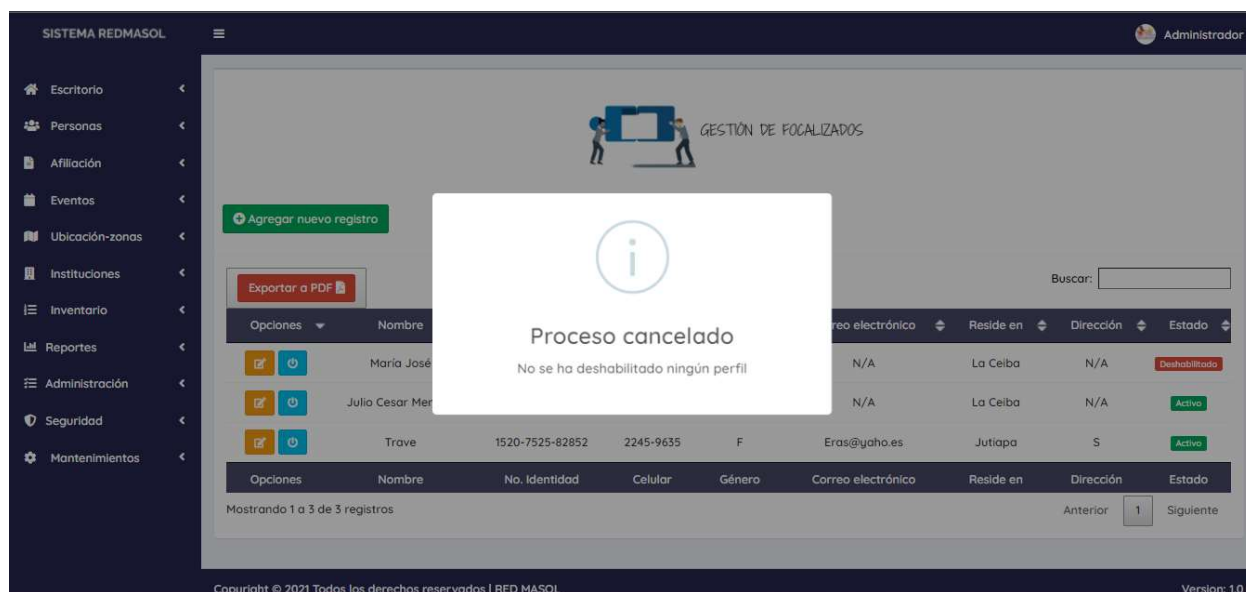 SISTEMA REDMASOL
Administrador
Escritorio
Personas
Afiliación
Eventos
Ubicación-zonas
Instituciones
Inventario
Reportes
Administración
Seguridad
Mantenimientos
GESTIÓN DE FOCALIZADOS
Agregar nuevo registro
Exportar a PDF
Buscar:
Opciones Nombre reo electrónico Reside en Dirección Estado
María José N/A La Ceiba N/A Deshabilitado
Julio Cesar Mer N/A La Ceiba N/A Activo
Trave 1520-7525-82852 2245-9635 F Eras@yaho.es Jutiapa S Activo
Opciones Nombre No. Identidad Celular Género Correo electrónico Reside en Dirección Estado
Mostrando 1 a 3 de 3 registros
Anterior 1 Siguiente
Proceso cancelado
No se ha deshabilitado ningún perfil
Copyright © 2021 Todos los derechos reservados | RED MASOL
Version: 1.0